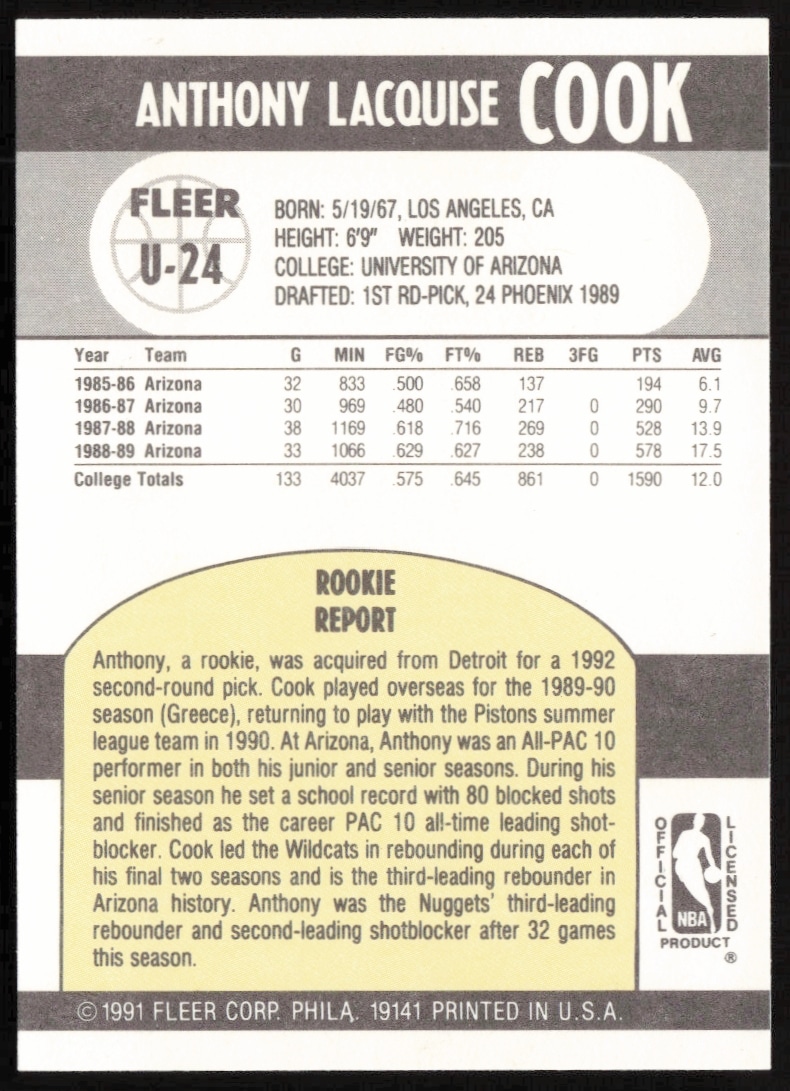 ANTHONY LACQUISE COOK
FLEER
U-24
BORN: 5/19/67, LOS ANGELES, CA
HEIGHT: 6'9" WEIGHT: 205
COLLEGE: UNIVERSITY OF ARIZONA
DRAFTED: 1ST RD-PICK, 24 PHOENIX 1989
Year Team G MIN FG% FT% REB 3FG PTS AVG
1985-86 Arizona 32 833 .500 .658 137 194 6.1
1986-87 Arizona 30 969 .480 .540 217 0 290 9.7
1987-88 Arizona 38 1169 .618 .716 269 0 528 13.9
1988-89 Arizona 33 1066 .629 .627 238 0 578 17.5
College Totals 133 4037 .575 .645 861 0 1590 12.0
ROOKIE
REPORT
Anthony, a rookie, was acquired from Detroit for a 1992
second-round pick. Cook played overseas for the 1989-90
season (Greece), returning to play with the Pistons summer
league team in 1990. At Arizona, Anthony was an All-PAC 10
performer in both his junior and senior seasons. During his
senior season he set a school record with 80 blocked shots
and finished as the career PAC 10 all-time leading shot-
blocker. Cook led the Wildcats in rebounding during each of
his final two seasons and is the third-leading rebounder in
Arizona history. Anthony was the Nuggets' third-leading
rebounder and second-leading shotblocker after 32 games
this season.
OFFICIAL
LICENSED
NBA
PRODUCT
®
© 1991 FLEER CORP. PHILA. 19141 PRINTED IN U.S.A.